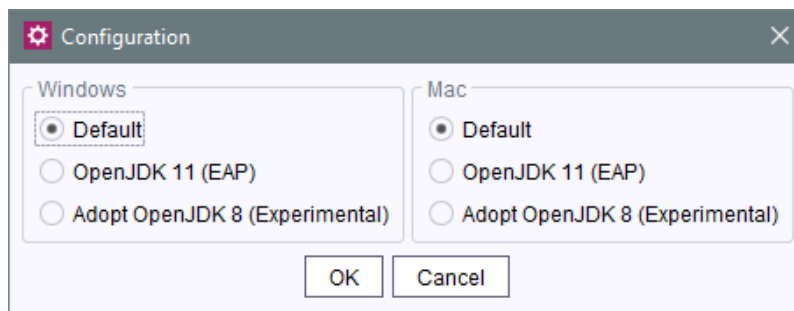 Configuration
Windows
Default
OpenJDK 11 (EAP)
Adopt OpenJDK 8 (Experimental)
Mac
Default
OpenJDK 11 (EAP)
Adopt OpenJDK 8 (Experimental)
OK
Cancel